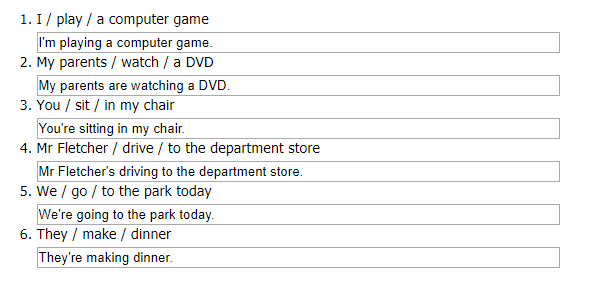 1. I / play / a computer game
I'm playing a computer game.
2. My parents / watch / a DVD
My parents are watching a DVD.
3. You / sit / in my chair
You're sitting in my chair.
4. Mr Fletcher / drive / to the department store
Mr Fletcher's driving to the department store.
5. We / go / to the park today
We're going to the park today.
6. They / make / dinner
They're making dinner.